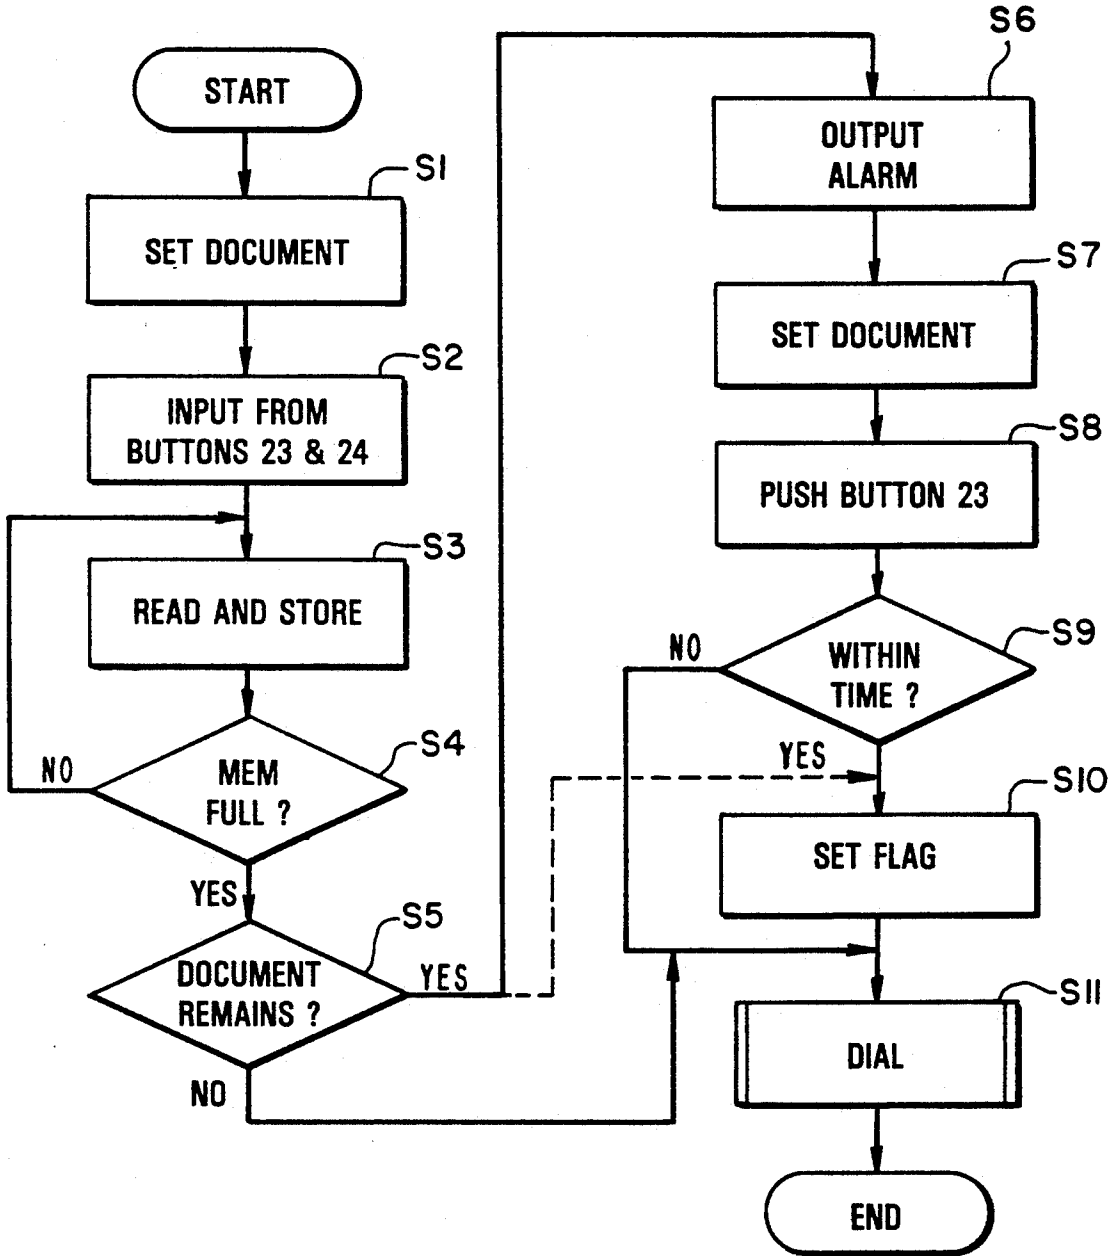 START
S1
SET DOCUMENT
S2
INPUT FROM
BUTTONS 23 & 24
S3
READ AND STORE
S4
MEM
FULL ?
NO
YES
S5
DOCUMENT
REMAINS ?
YES
NO
S6
OUTPUT
ALARM
S7
SET DOCUMENT
S8
PUSH BUTTON 23
S9
WITHIN
TIME ?
NO
YES
S10
SET FLAG
S11
DIAL
END